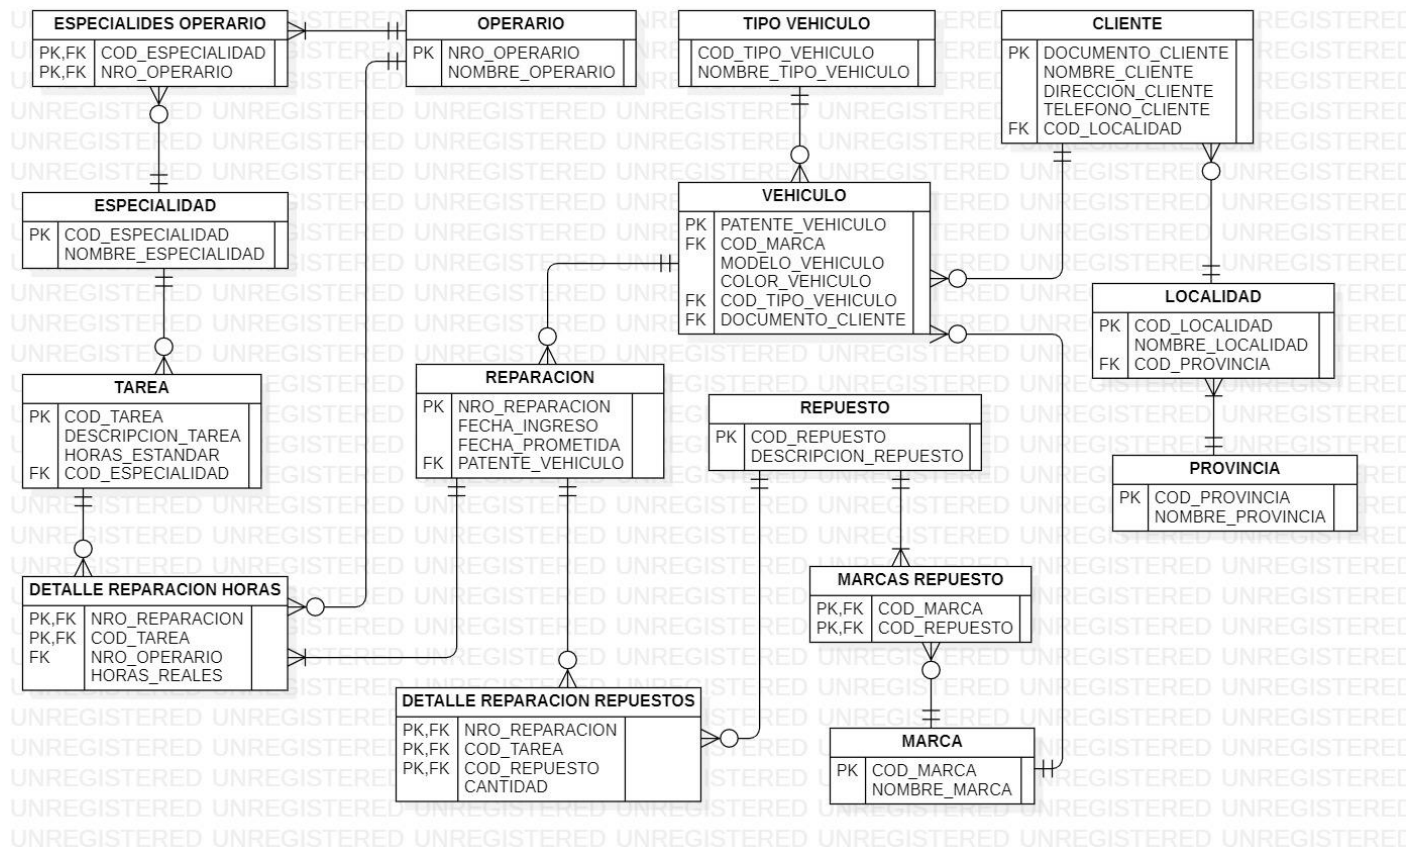 ESPECIALIDES OPERARIO
PK,FK COD_ESPECIALIDAD
PK,FK NRO_OPERARIO
OPERARIO
PK NRO_OPERARIO
NOMBRE_OPERARIO
TIPO VEHICULO
COD_TIPO_VEHICULO
NOMBRE_TIPO_VEHICULO
CLIENTE
PK DOCUMENTO_CLIENTE
NOMBRE_CLIENTE
DIRECCION_CLIENTE
TELEFONO_CLIENTE
FK COD_LOCALIDAD
ESPECIALIDAD
PK COD_ESPECIALIDAD
NOMBRE_ESPECIALIDAD
VEHICULO
PK PATENTE_VEHICULO
FK COD_MARCA
MODELO_VEHICULO
COLOR_VEHICULO
FK COD_TIPO_VEHICULO
FK DOCUMENTO_CLIENTE
LOCALIDAD
PK COD_LOCALIDAD
NOMBRE_LOCALIDAD
FK COD_PROVINCIA
TAREA
PK COD_TAREA
DESCRIPCION_TAREA
HORAS_ESTANDAR
FK COD_ESPECIALIDAD
REPARACION
PK NRO_REPARACION
FECHA_INGRESO
FECHA_PROMETIDA
FK PATENTE_VEHICULO
REPUESTO
PK COD_REPUESTO
DESCRIPCION_REPUESTO
PROVINCIA
PK COD_PROVINCIA
NOMBRE_PROVINCIA
DETALLE REPARACION HORAS
PK,FK NRO_REPARACION
PK,FK COD_TAREA
FK NRO_OPERARIO
HORAS_REALES
MARCAS REPUESTO
PK,FK COD_MARCA
PK,FK COD_REPUESTO
DETALLE REPARACION REPUESTOS
PK,FK NRO_REPARACION
PK,FK COD_TAREA
PK,FK COD_REPUESTO
CANTIDAD
MARCA
PK COD_MARCA
NOMBRE_MARCA
UNREGISTERED